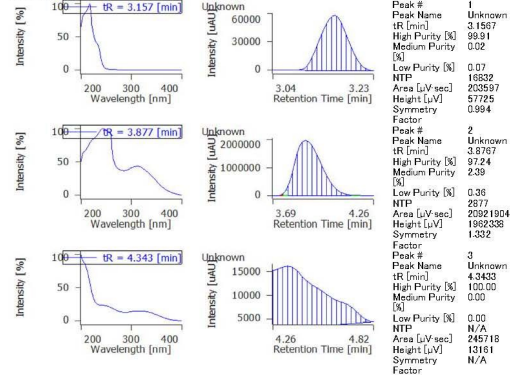 100
tR = 3.157 [min]
50
0
Intensity [%]
200 300 400
Wavelength [nm]
Unknown
60000
30000
0
Intensity [uAU]
3.04 3.23
Retention Time [min]
Peak # 1
Peak Name Unknown
tR [min] 3.1567
High Purity [%] 99.91
Medium Purity 0.02
[%]
Low Purity [%] 0.07
NTP 16832
Area [μV·sec] 203597
Height [μV] 57725
Symmetry 0.994
Factor
100
tR = 3.877 [min]
50
0
Intensity [%]
200 300 400
Wavelength [nm]
Unknown
2000000
1000000
0
Intensity [uAU]
3.69 4.26
Retention Time [min]
Peak # 2
Peak Name Unknown
tR [min] 3.8767
High Purity [%] 97.24
Medium Purity 2.39
[%]
Low Purity [%] 0.36
NTP 2877
Area [μV·sec] 20921904
Height [μV] 1962338
Symmetry 1.332
Factor
100
tR = 4.343 [min]
50
0
Intensity [%]
200 300 400
Wavelength [nm]
Unknown
15000
10000
5000
Intensity [uAU]
4.26 4.82
Retention Time [min]
Peak # 3
Peak Name Unknown
tR [min] 4.3433
High Purity [%] 100.00
Medium Purity 0.00
[%]
Low Purity [%] 0.00
NTP N/A
Area [μV·sec] 245718
Height [μV] 13161
Symmetry N/A
Factor